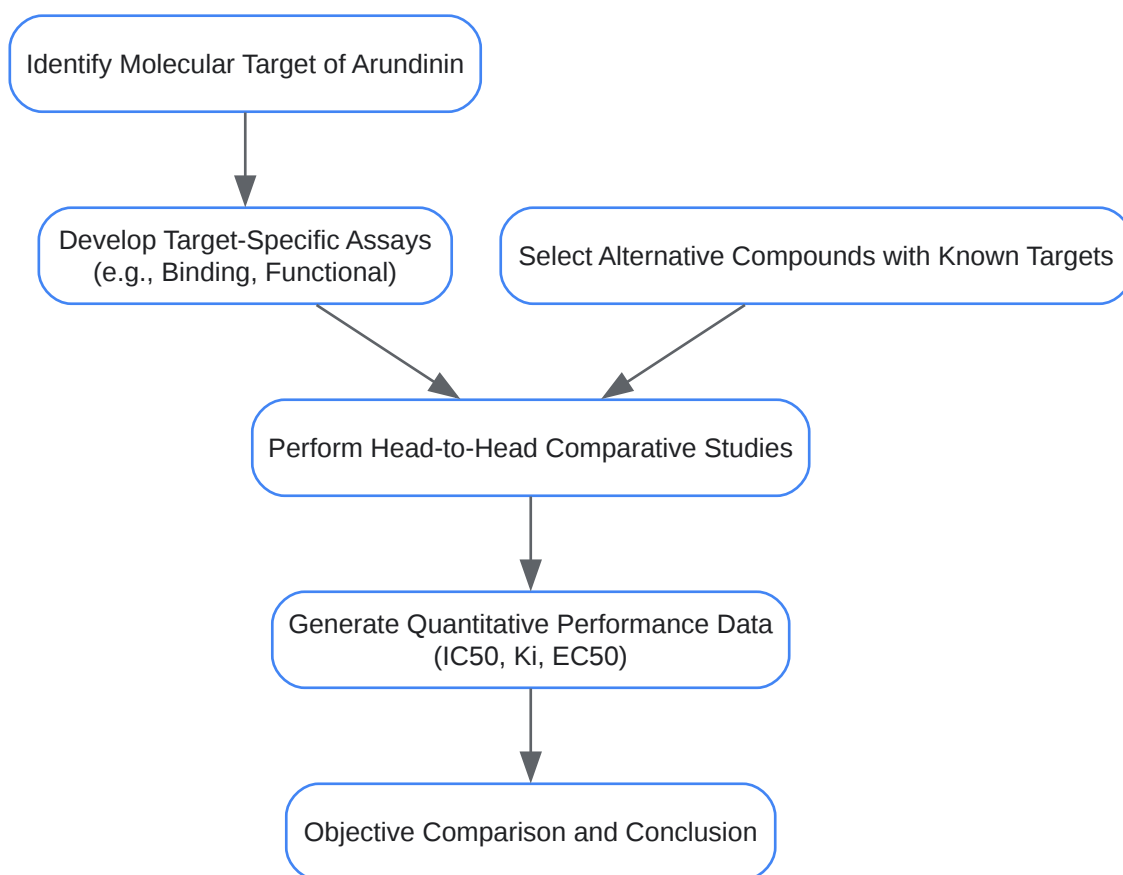 Identify Molecular Target of Arundinin
Develop Target-Specific Assays
(e.g., Binding, Functional)
Select Alternative Compounds with Known Targets
Perform Head-to-Head Comparative Studies
Generate Quantitative Performance Data
(IC50, Ki, EC50)
Objective Comparison and Conclusion